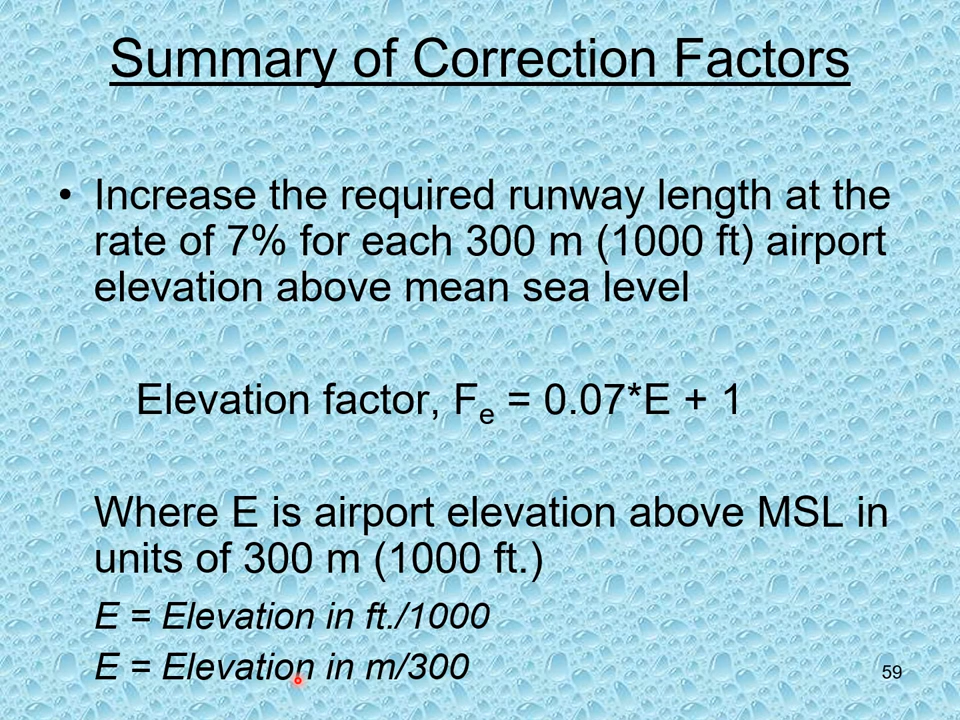 Summary of Correction Factors
• Increase the required runway length at the
rate of 7% for each 300 m (1000 ft) airport
elevation above mean sea level
Elevation factor, Fe = 0.07*E + 1
Where E is airport elevation above MSL in
units of 300 m (1000 ft.)
E = Elevation in ft./1000
E = Elevation in m/300
59